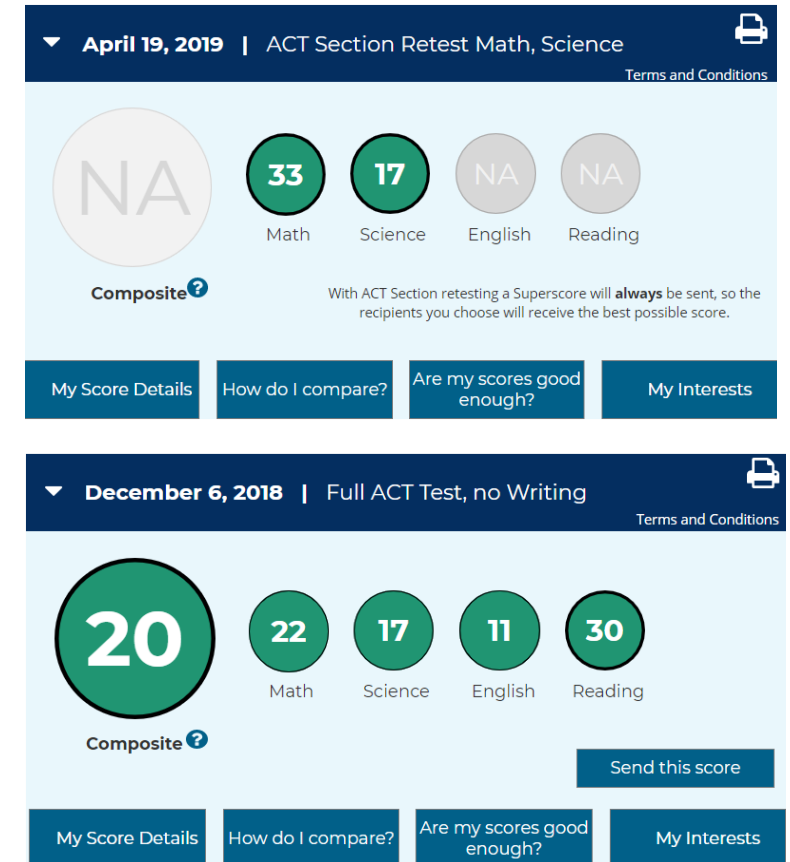 April 19, 2019 | ACT Section Retest Math, Science
Terms and Conditions
NA
33
17
NA
NA
Math
Science
English
Reading
Composite ?
With ACT Section retesting a Superscore will always be sent, so the
recipients you choose will receive the best possible score.
My Score Details
How do I compare?
Are my scores good
enough?
My Interests
December 6, 2018 | Full ACT Test, no Writing
Terms and Conditions
20
22
17
11
30
Math
Science
English
Reading
Composite ?
Send this score
My Score Details
How do I compare?
Are my scores good
enough?
My Interests